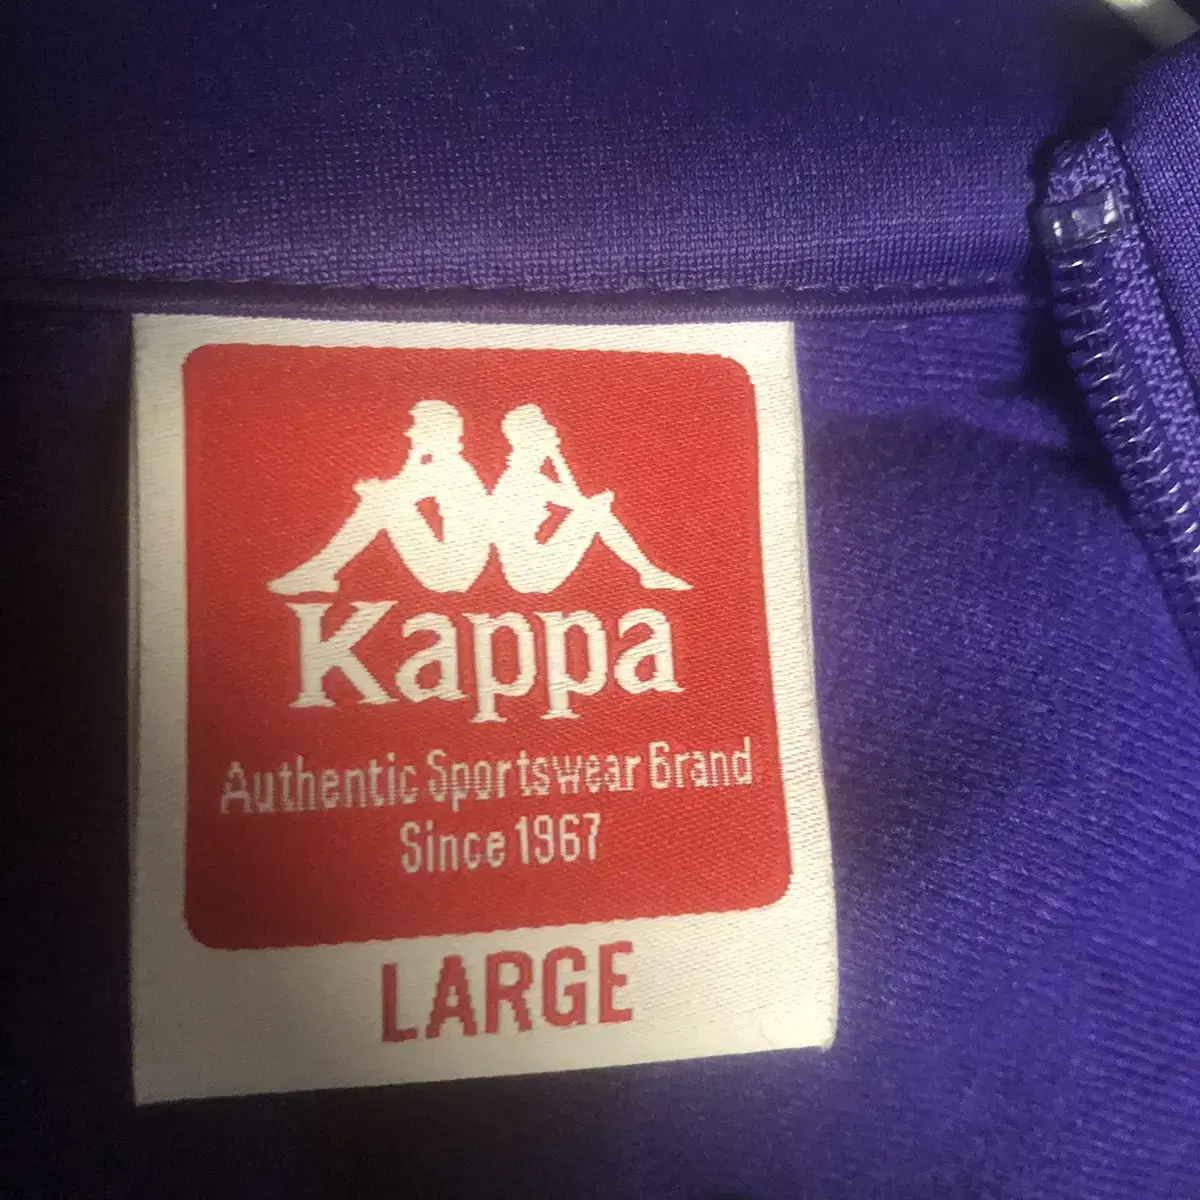 Kappa
Authentic Sportswear Brand
Since 1967
LARGE